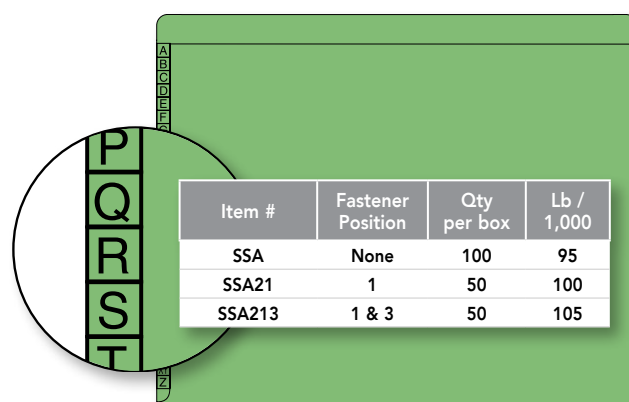 A
B
C
D
E
F
P
Q
R
S
T
Z
Item # Fastener Position Qty per box Lb / 1,000
SSA None 100 95
SSA21 1 50 100
SSA213 1 & 3 50 105